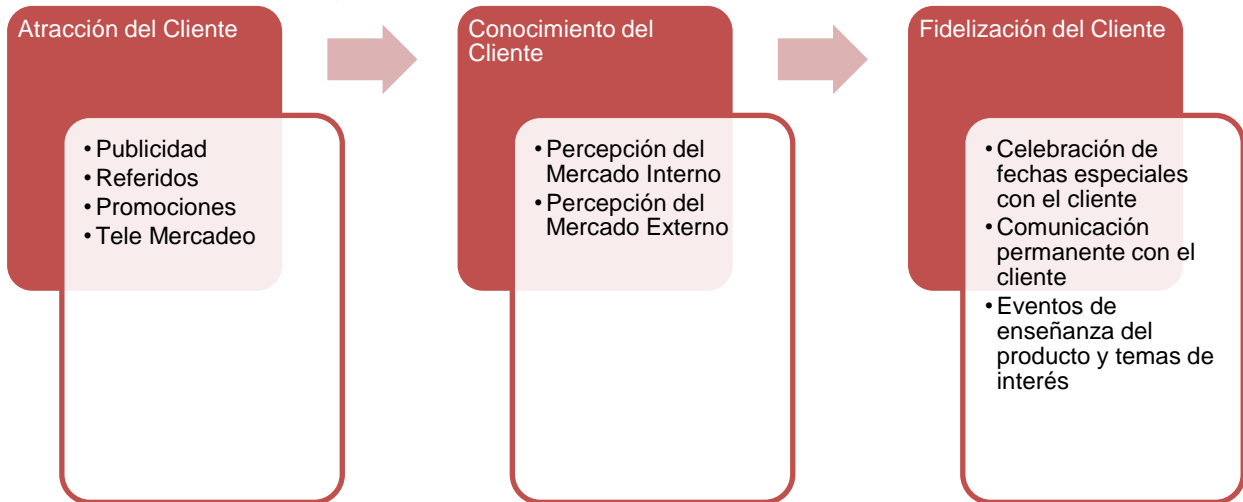 Atracción del Cliente
• Publicidad
• Referidos
• Promociones
• Tele Mercadeo
Conocimiento del
Cliente
• Percepción del
Mercado Interno
• Percepción del
Mercado Externo
Fidelización del Cliente
• Celebración de
fechas especiales
con el cliente
• Comunicación
permanente con el
cliente
• Eventos de
enseñanza del
producto y temas de
interés